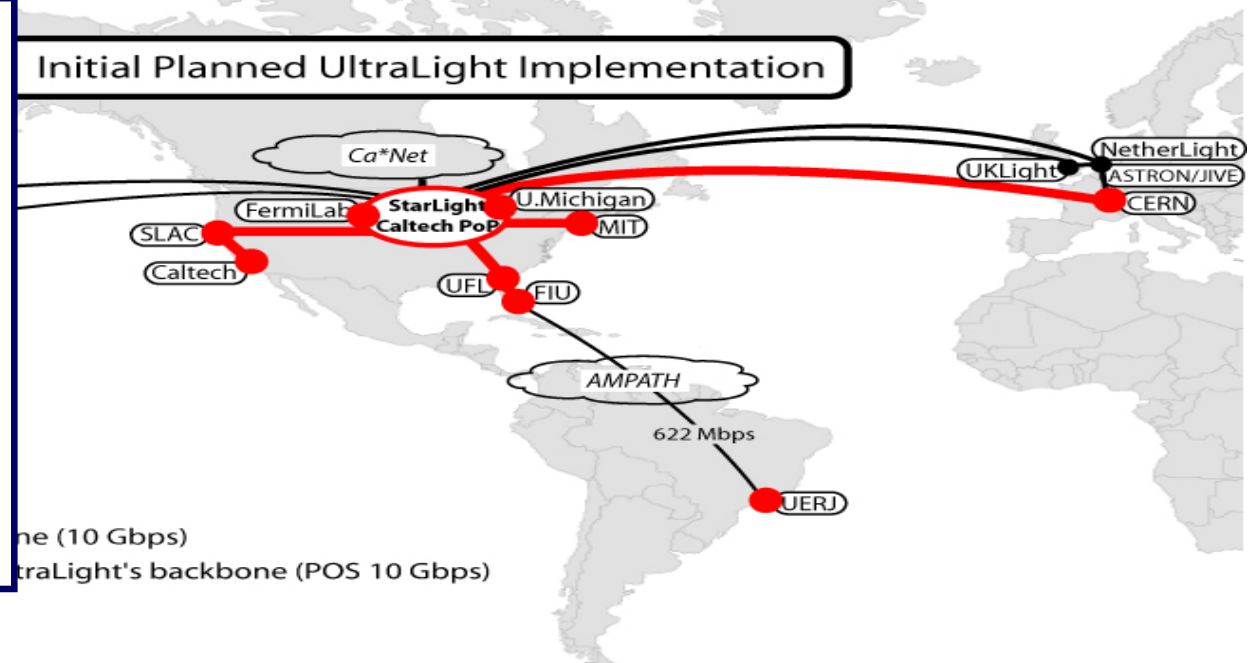 Initial Planned UltraLight Implementation
Ca*Net
NetherLight
UKLight
ASTRON/JIVE
U.Michigan
CERN
FermiLab
StarLight
Caltech PoP
MIT
SLAC
Caltech
UFL
FIU
AMPATH
622 Mbps
UERJ
ne (10 Gbps)
traLight's backbone (POS 10 Gbps)